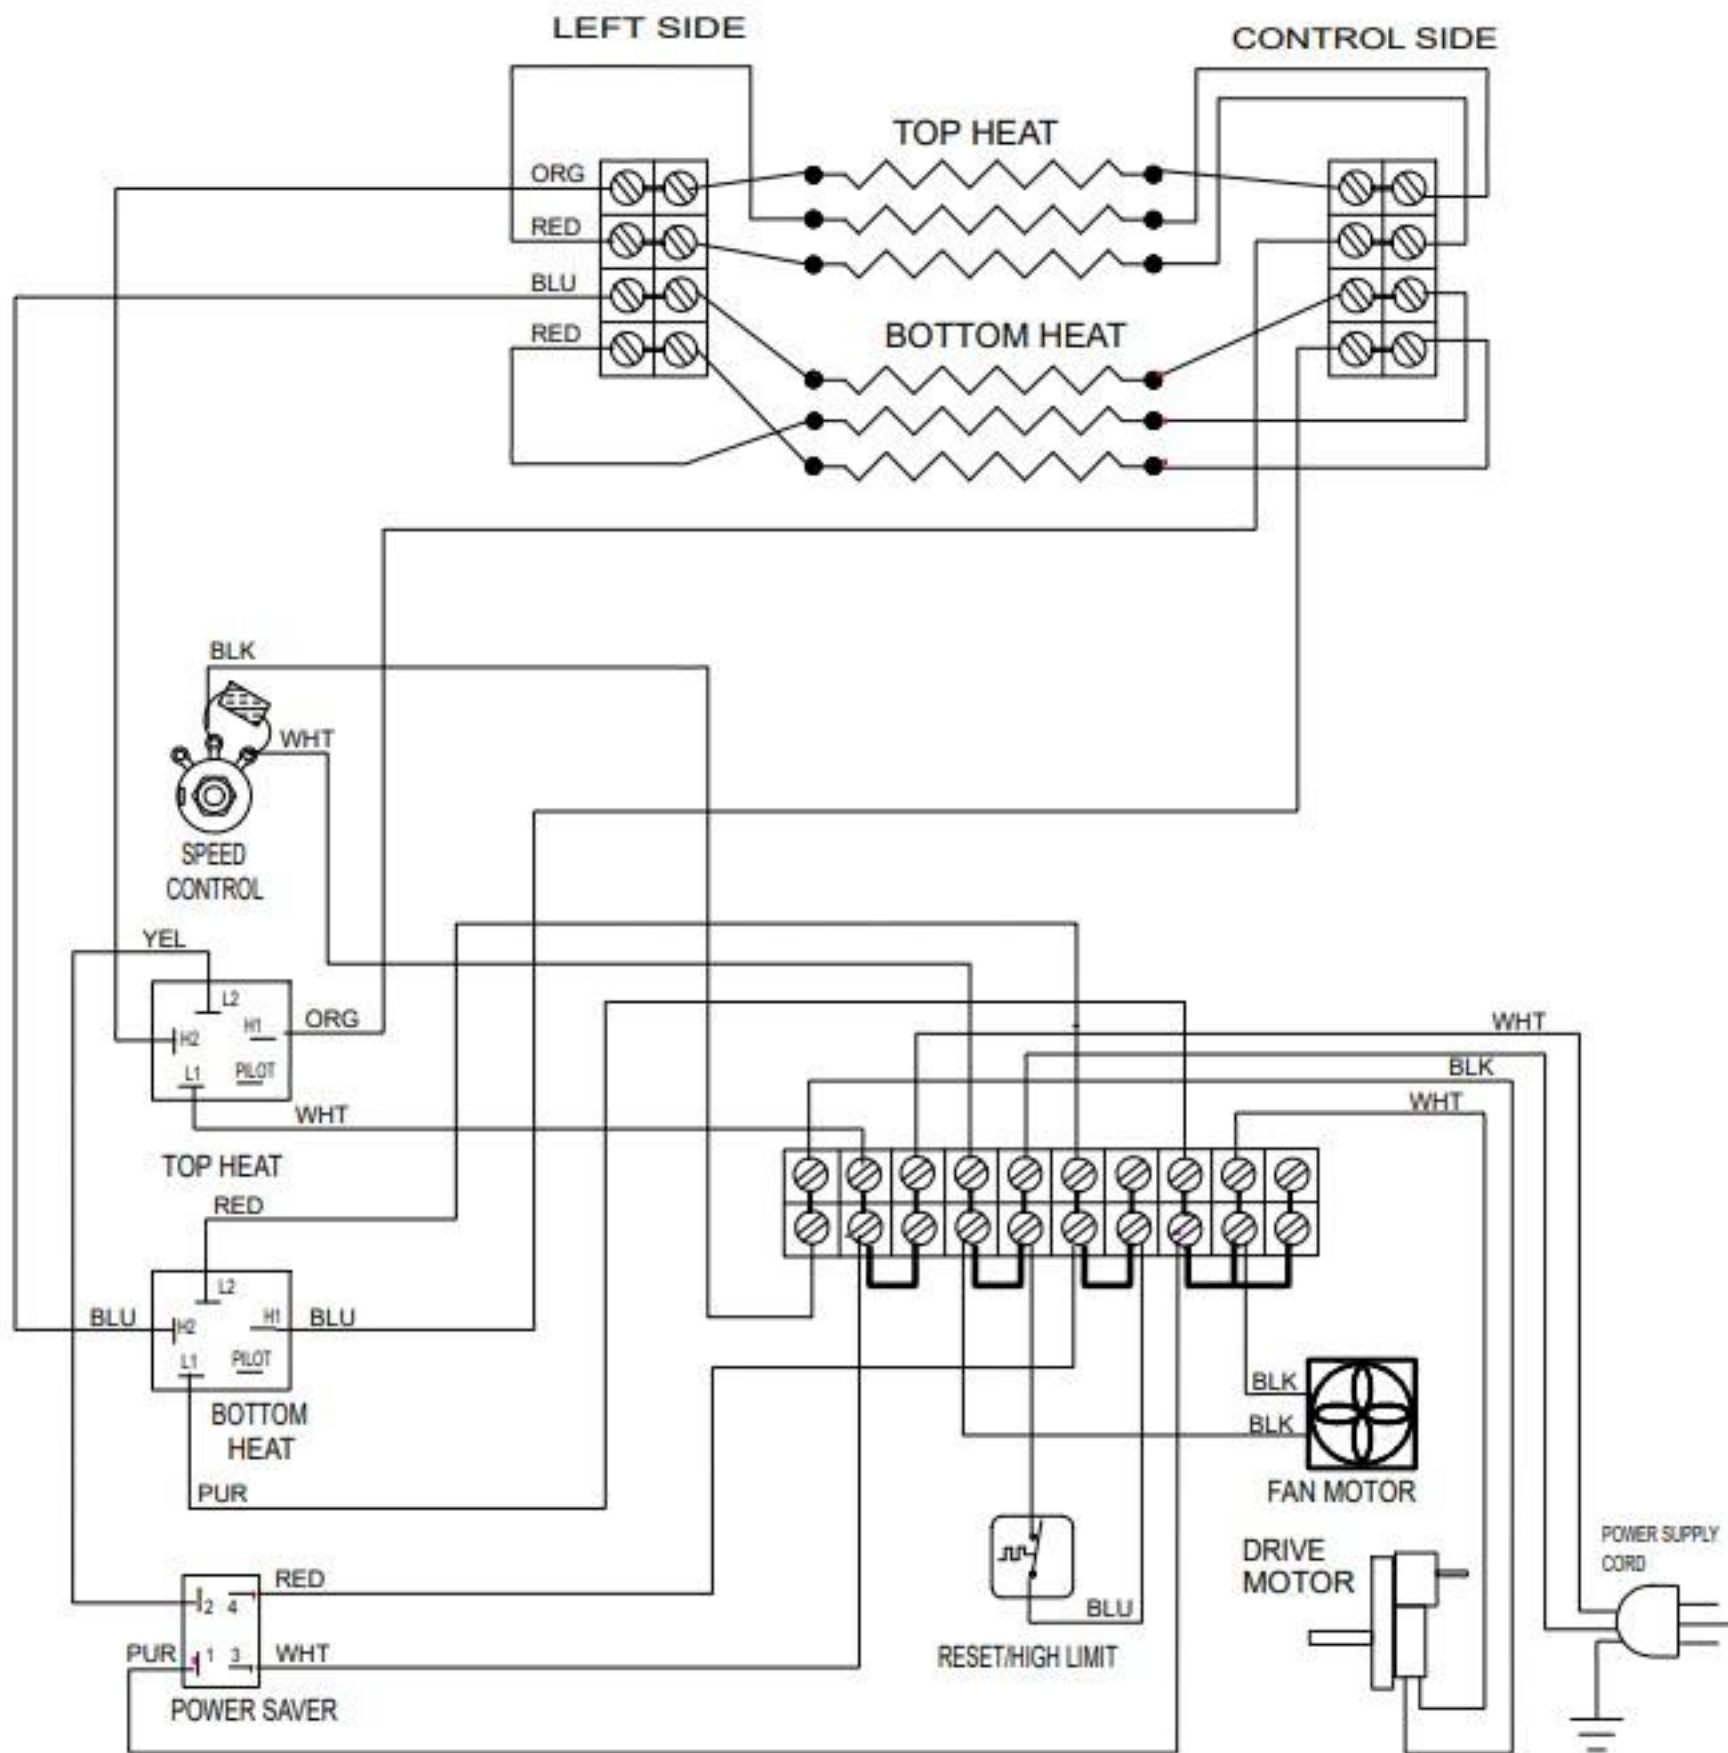 LEFT SIDE
CONTROL SIDE
TOP HEAT
ORG
RED
BLU
RED
BOTTOM HEAT
BLK
WHT
SPEED
CONTROL
YEL
L2
H1
ORG
H2
L1
PILOT
WHT
WHT
BLK
WHT
TOP HEAT
RED
L2
H1
BLU
H2
BLU
L1
PILOT
BOTTOM
HEAT
PUR
BLK
BLK
FAN MOTOR
DRIVE
MOTOR
POWER SUPPLY
CORD
RED
2 4
BLU
PUR
1 3
WHT
RESET/HIGH LIMIT
POWER SAVER